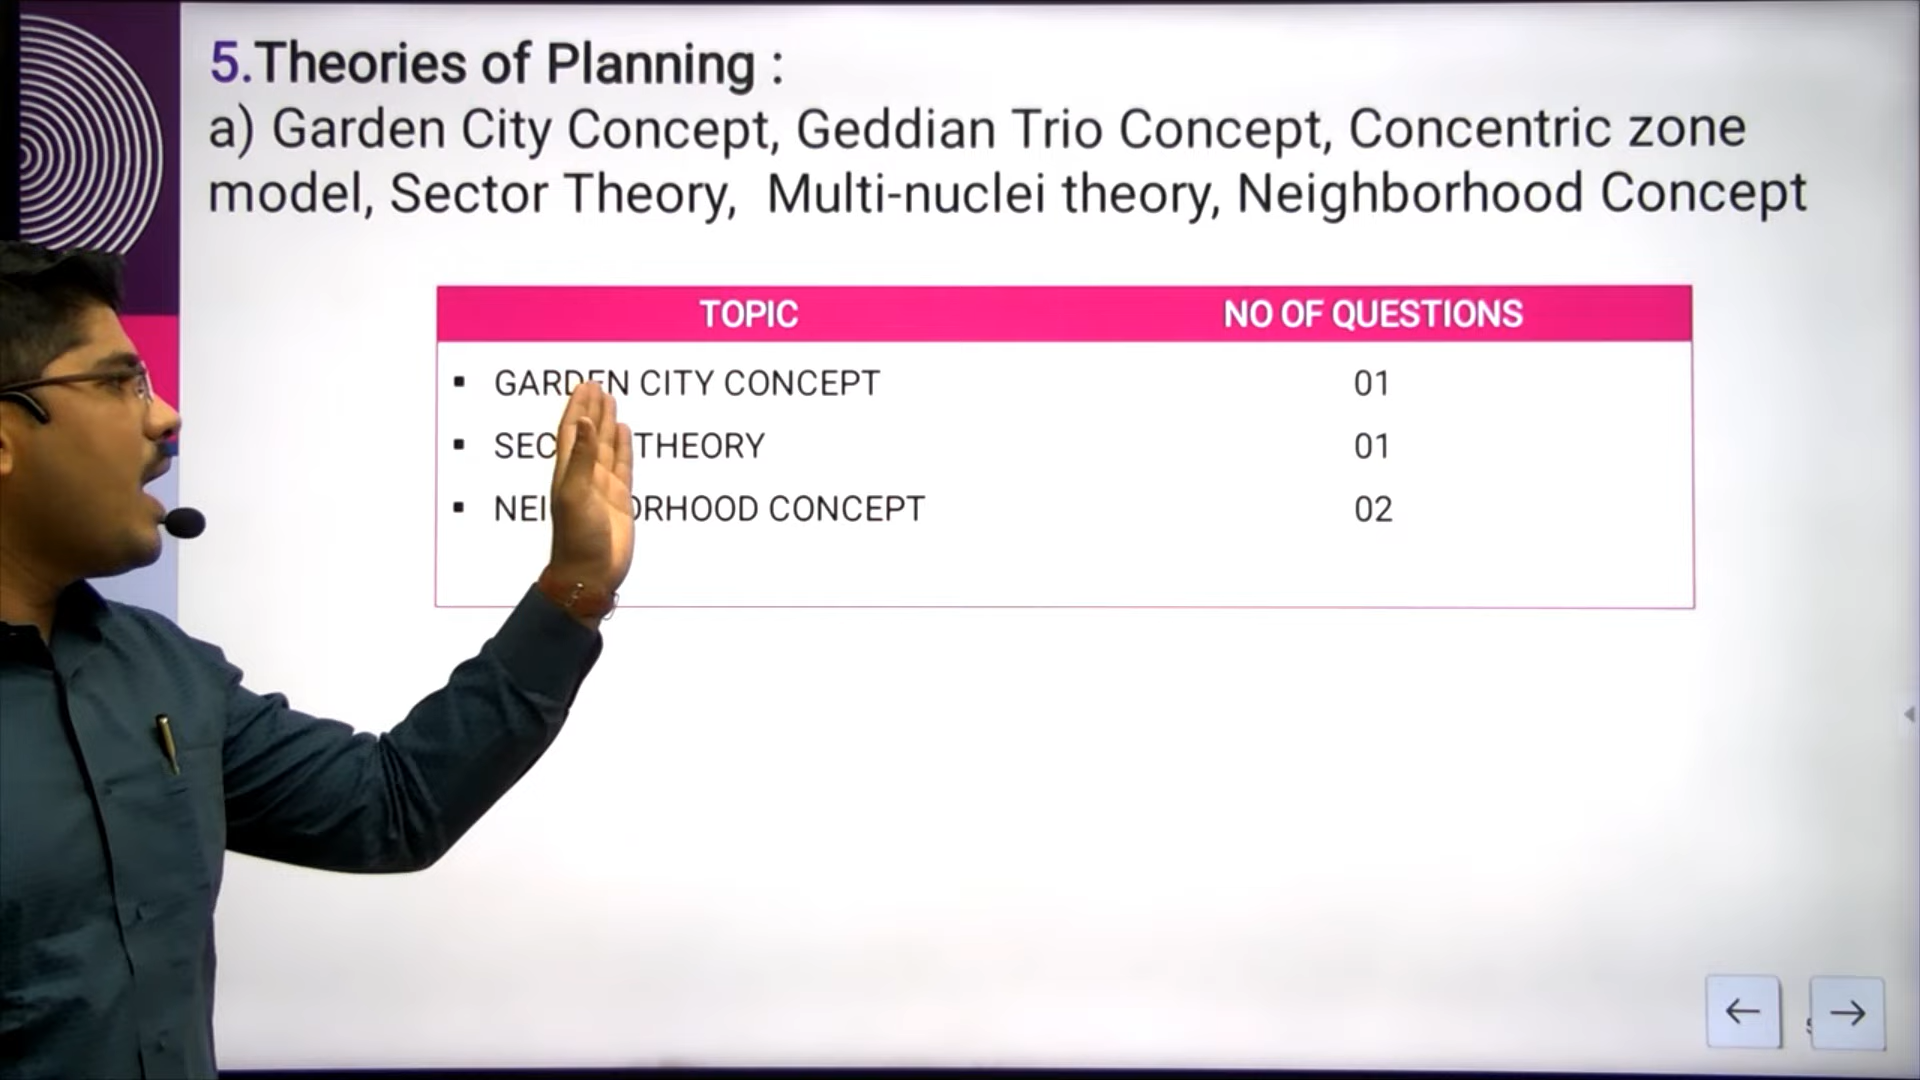 5.Theories of Planning :
a) Garden City Concept, Geddian Trio Concept, Concentric zone
model, Sector Theory, Multi-nuclei theory, Neighborhood Concept
TOPIC NO OF QUESTIONS
▪ GARDEN CITY CONCEPT 01
▪ THEORY 01
▪ CONCEPT 02